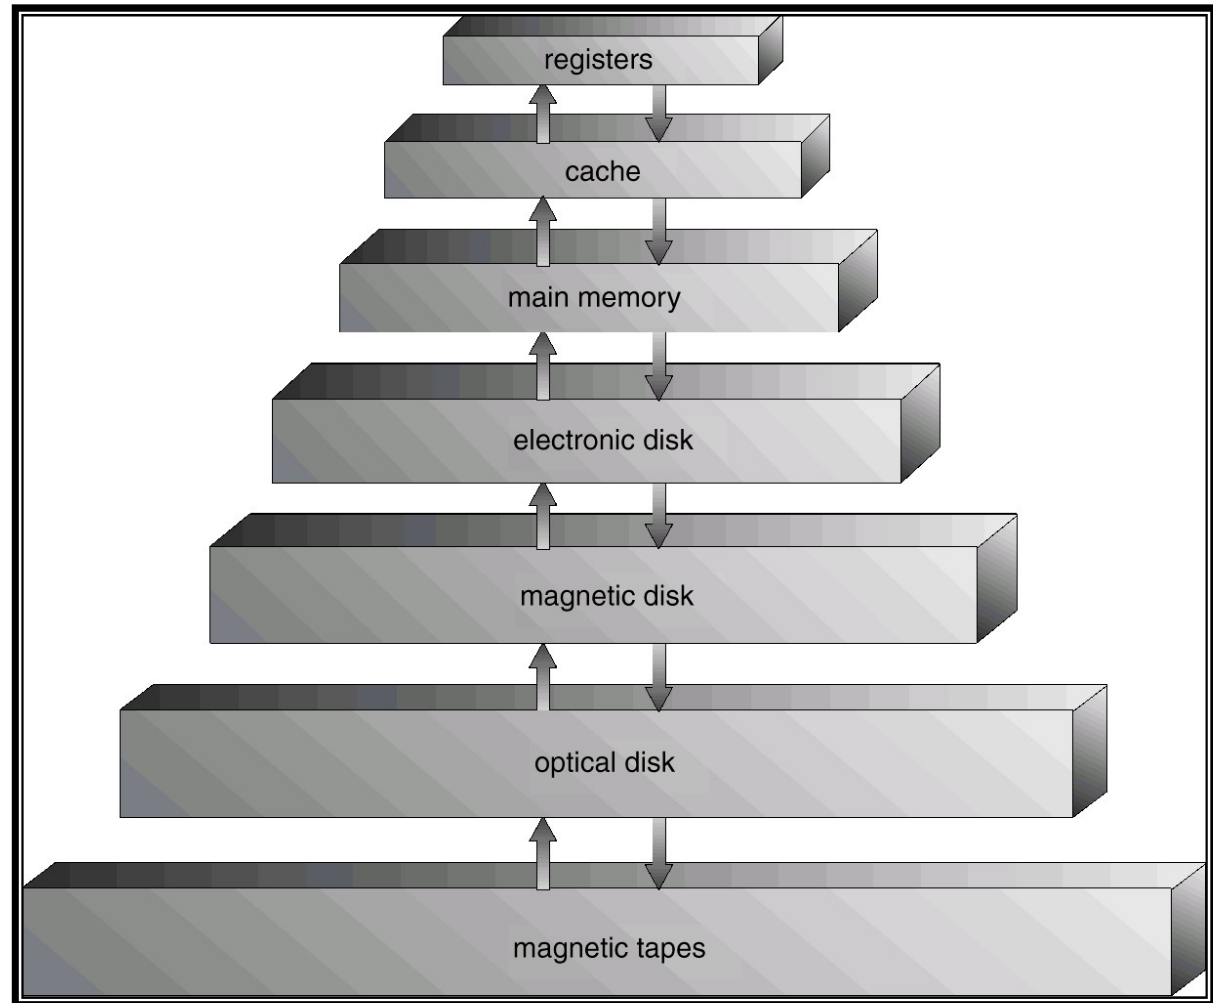 registers
cache
main memory
electronic disk
magnetic disk
optical disk
magnetic tapes